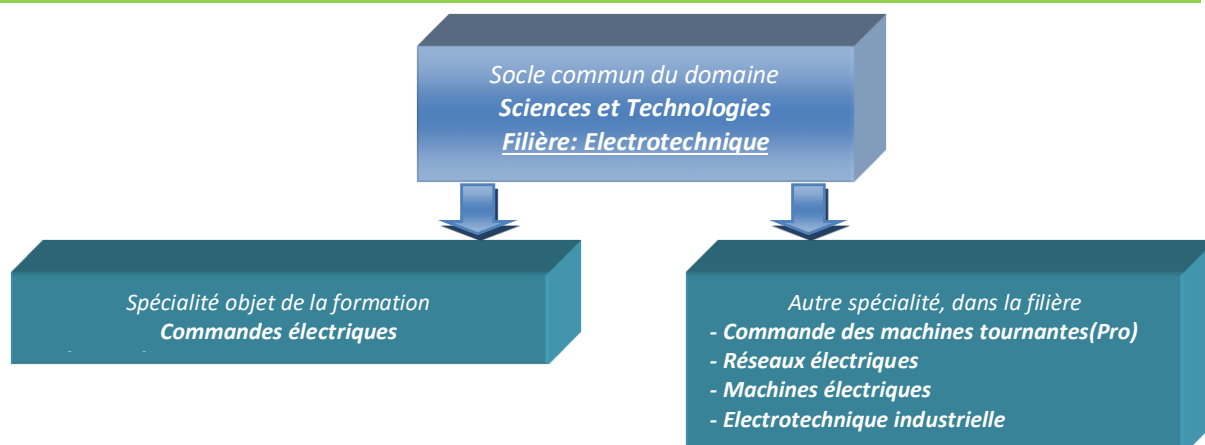 Socle commun du domaine
Sciences et Technologies
Filière: Electrotechnique
Spécialité objet de la formation
Commandes électriques
Autre spécialité, dans la filière
- Commande des machines tournantes(Pro)
- Réseaux électriques
- Machines électriques
- Electrotechnique industrielle